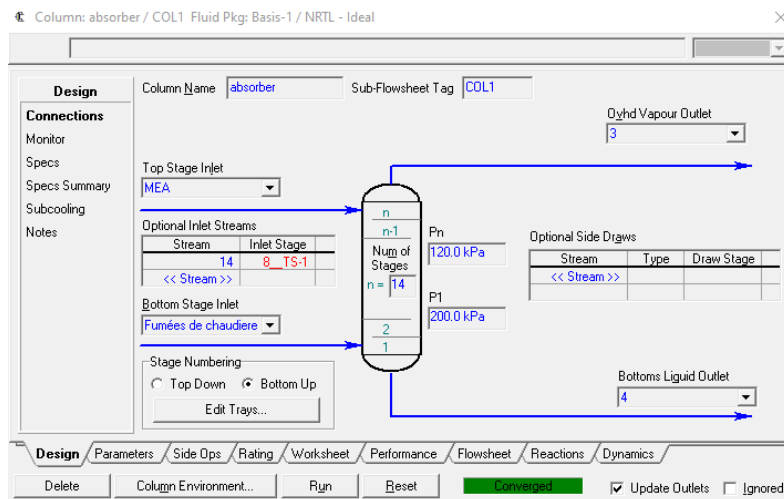 Column: absorber / COL1 Fluid Pkg: Basis-1 / NRTL - Ideal
Design
Connections
Monitor
Specs
Specs Summary
Subcooling
Notes
Column Name absorber Sub-Flowsheet Tag COL1
Ovhd Vapour Outlet
3
Top Stage Inlet
MEA
Optional Inlet Streams
Stream Inlet Stage
14 8__TS-1
<< Stream >>
Bottom Stage Inlet
Fumées de chaudiere
Stage Numbering
Top Down Bottom Up
Edit Trays...
n
n-1
Num of
Stages
n = 14
2
1
Pn
120.0 kPa
P1
200.0 kPa
Optional Side Draws
Stream Type Draw Stage
<< Stream >>
Bottoms Liquid Outlet
4
Design Parameters Side Ops Rating Worksheet Performance Flowsheet Reactions Dynamics
Delete Column Environment... Run Reset Converged Update Outlets Ignored